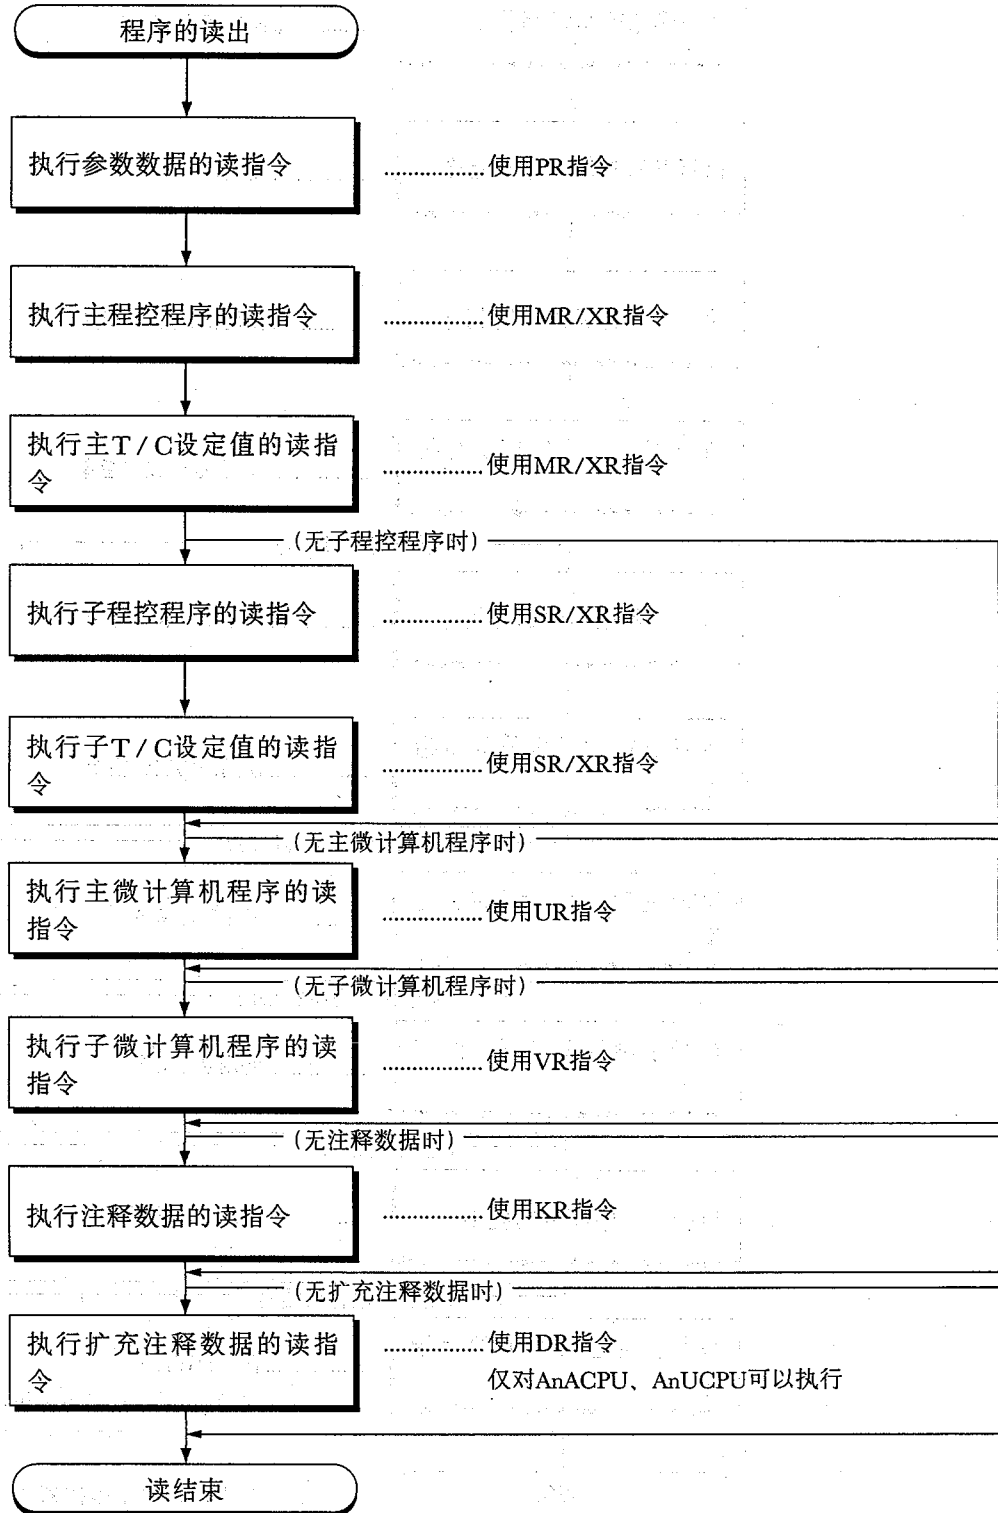 程序的读出
执行参数数据的读指令
.................使用PR指令
执行主程控程序的读指令
.................使用MR/XR指令
执行主T/C设定值的读指
令
.................使用MR/XR指令
(无子程控程序时)
执行子程控程序的读指令
.................使用SR/XR指令
执行子T/C设定值的读指
令
.................使用SR/XR指令
(无主微计算机程序时)
执行主微计算机程序的读
指令
.................使用UR指令
(无子微计算机程序时)
执行子微计算机程序的读
指令
.................使用VR指令
(无注释数据时)
执行注释数据的读指令
.................使用KR指令
(无扩充注释数据时)
执行扩充注释数据的读指
令
.................使用DR指令
仅对AnACPU、AnUCPU可以执行
读结束